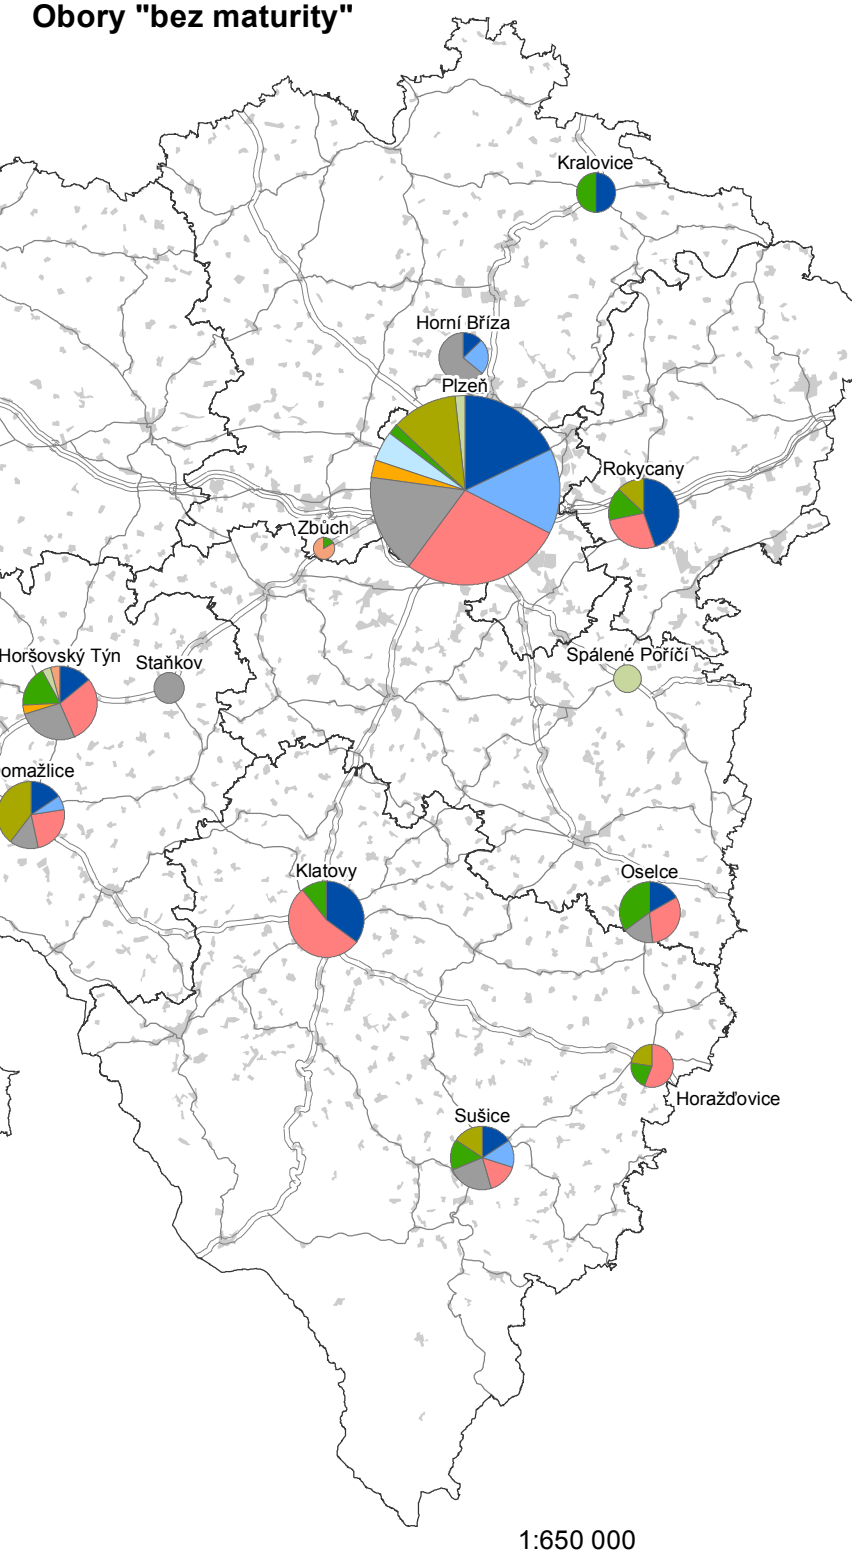 Obory "bez maturity"
Kralovice
Horní Bříza
Plzeň
Rokycany
Zbůch
Horšovský Týn
Staňkov
Spálené Poříčí
omažlice
Klatovy
Oselce
Horažďovice
Sušice
1:650 000